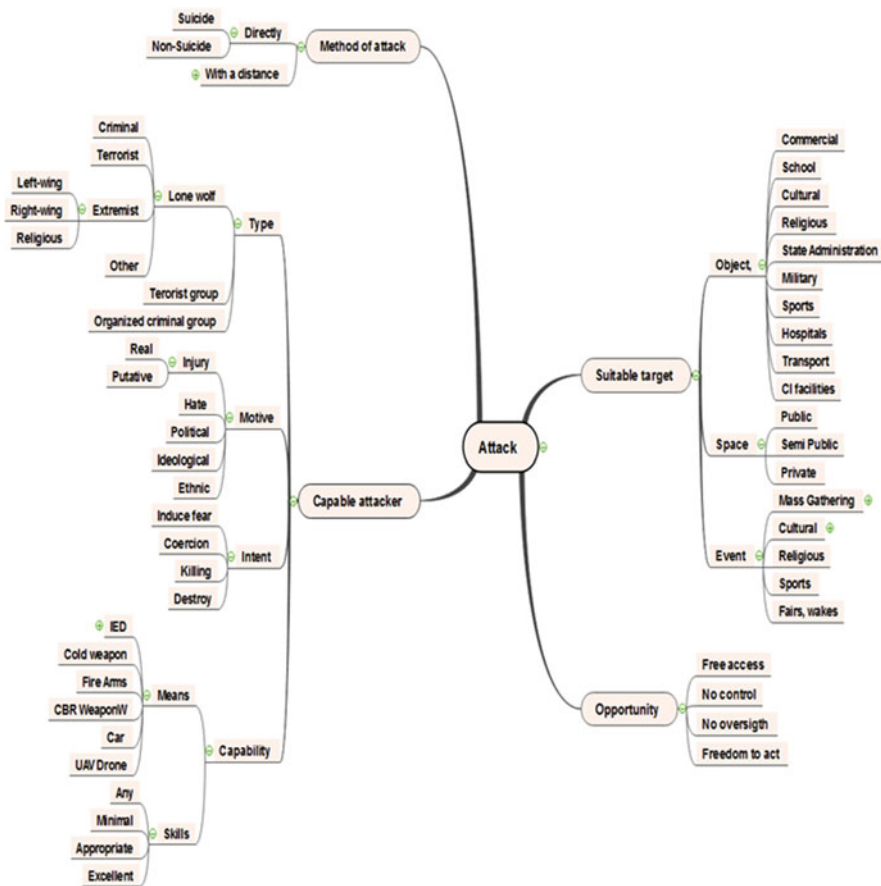 Suicide
Non-Suicide
Directly
With a distance
Method of attack
Criminal
Terrorist
Left-wing
Right-wing
Religious
Extremist
Other
Lone wolf
Terorist group
Organized criminal group
Type
Real
Putative
Injury
Hate
Political
Ideological
Ethnic
Motive
Induce fear
Coercion
Killing
Destroy
Intent
IED
Cold weapon
Fire Arms
CBR WeaponW
Car
UAV Drone
Means
Any
Minimal
Appropriate
Excellent
Skills
Capability
Capable attacker
Attack
Suitable target
Object,
Commercial
School
Cultural
Religious
State Administration
Military
Sports
Hospitals
Transport
CI facilities
Space
Public
Semi Public
Private
Event
Mass Gathering
Cultural
Religious
Sports
Fairs, wakes
Opportunity
Free access
No control
No oversigth
Freedom to act